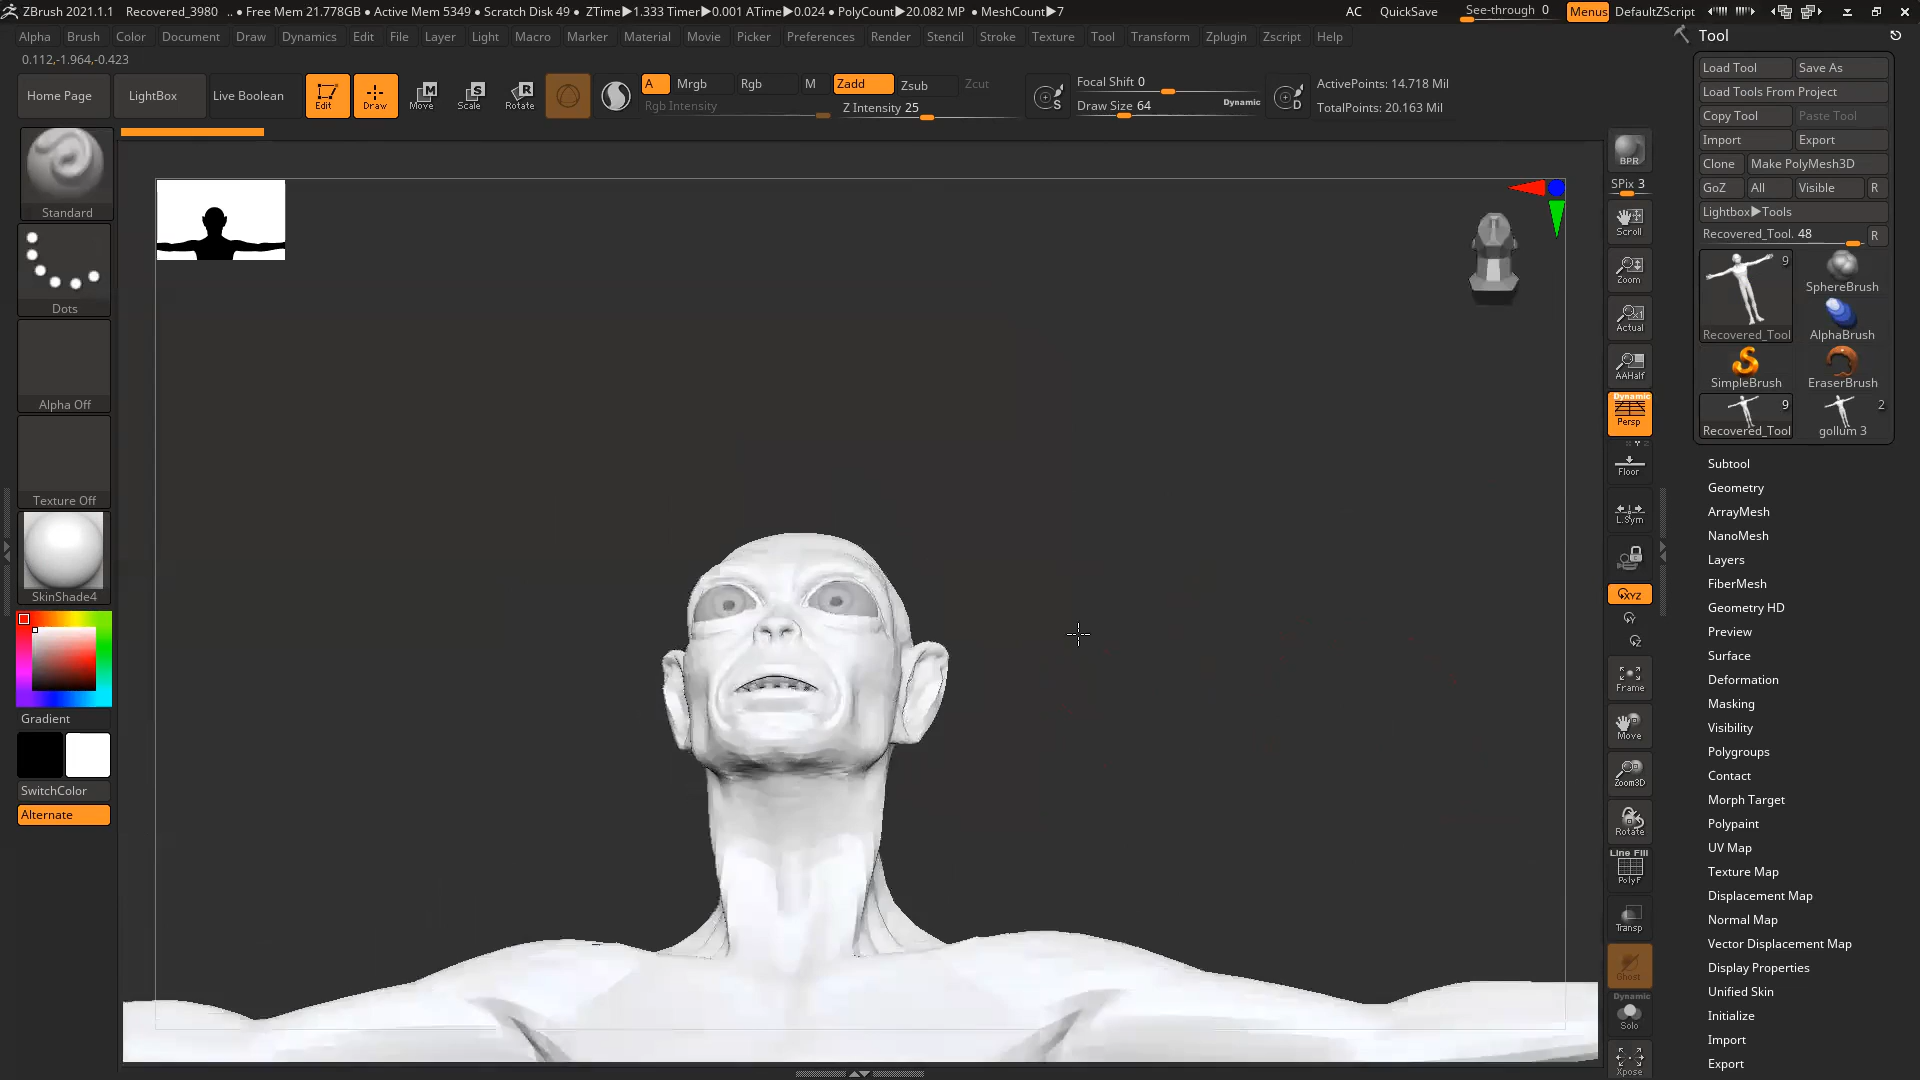 ZBrush 2021.1.1 Recovered_3980 .. ● Free Mem 21.778GB ● Active Mem 5349 ● Scratch Disk 49 ● ZTime▶1.333 Timer▶0.001 ATime▶0.024 ● PolyCount▶20.082 MP ● MeshCount▶7 AC QuickSave See-through 0 Menus DefaultZScript
Alpha Brush Color Document Draw Dynamics Edit File Layer Light Macro Marker Material Movie Picker Preferences Render Stencil Stroke Texture Tool Transform Zplugin Zscript Help
Tool
0.112,-1.964,-0.423
Home Page LightBox Live Boolean Edit Draw Move Scale Rotate
A Mrgb Rgb M Zadd Zsub Zcut
Rgb Intensity Z Intensity 25
Focal Shift 0
Draw Size 64 Dynamic
S D
ActivePoints: 14.718 Mil
TotalPoints: 20.163 Mil
Standard
Dots
Alpha Off
Texture Off
SkinShade4
Gradient
SwitchColor
Alternate
BPR
SPix 3
Scroll
Zoom
Actual
AAHalf
Dynamic
Persp
Floor
L.Sym
XYZ
Y
Z
Frame
Move
Zoom3D
Rotate
Line Fill
PolyF
Transp
Ghost
Dynamic
Solo
Xpose
Load Tool Save As
Load Tools From Project
Copy Tool Paste Tool
Import Export
Clone Make PolyMesh3D
GoZ All Visible R
Lightbox▶Tools
Recovered_Tool. 48 R
9
Recovered_Tool
SphereBrush
AlphaBrush
SimpleBrush EraserBrush
9 2
Recovered_Tool gollum 3
Subtool
Geometry
ArrayMesh
NanoMesh
Layers
FiberMesh
Geometry HD
Preview
Surface
Deformation
Masking
Visibility
Polygroups
Contact
Morph Target
Polypaint
UV Map
Texture Map
Displacement Map
Normal Map
Vector Displacement Map
Display Properties
Unified Skin
Initialize
Import
Export